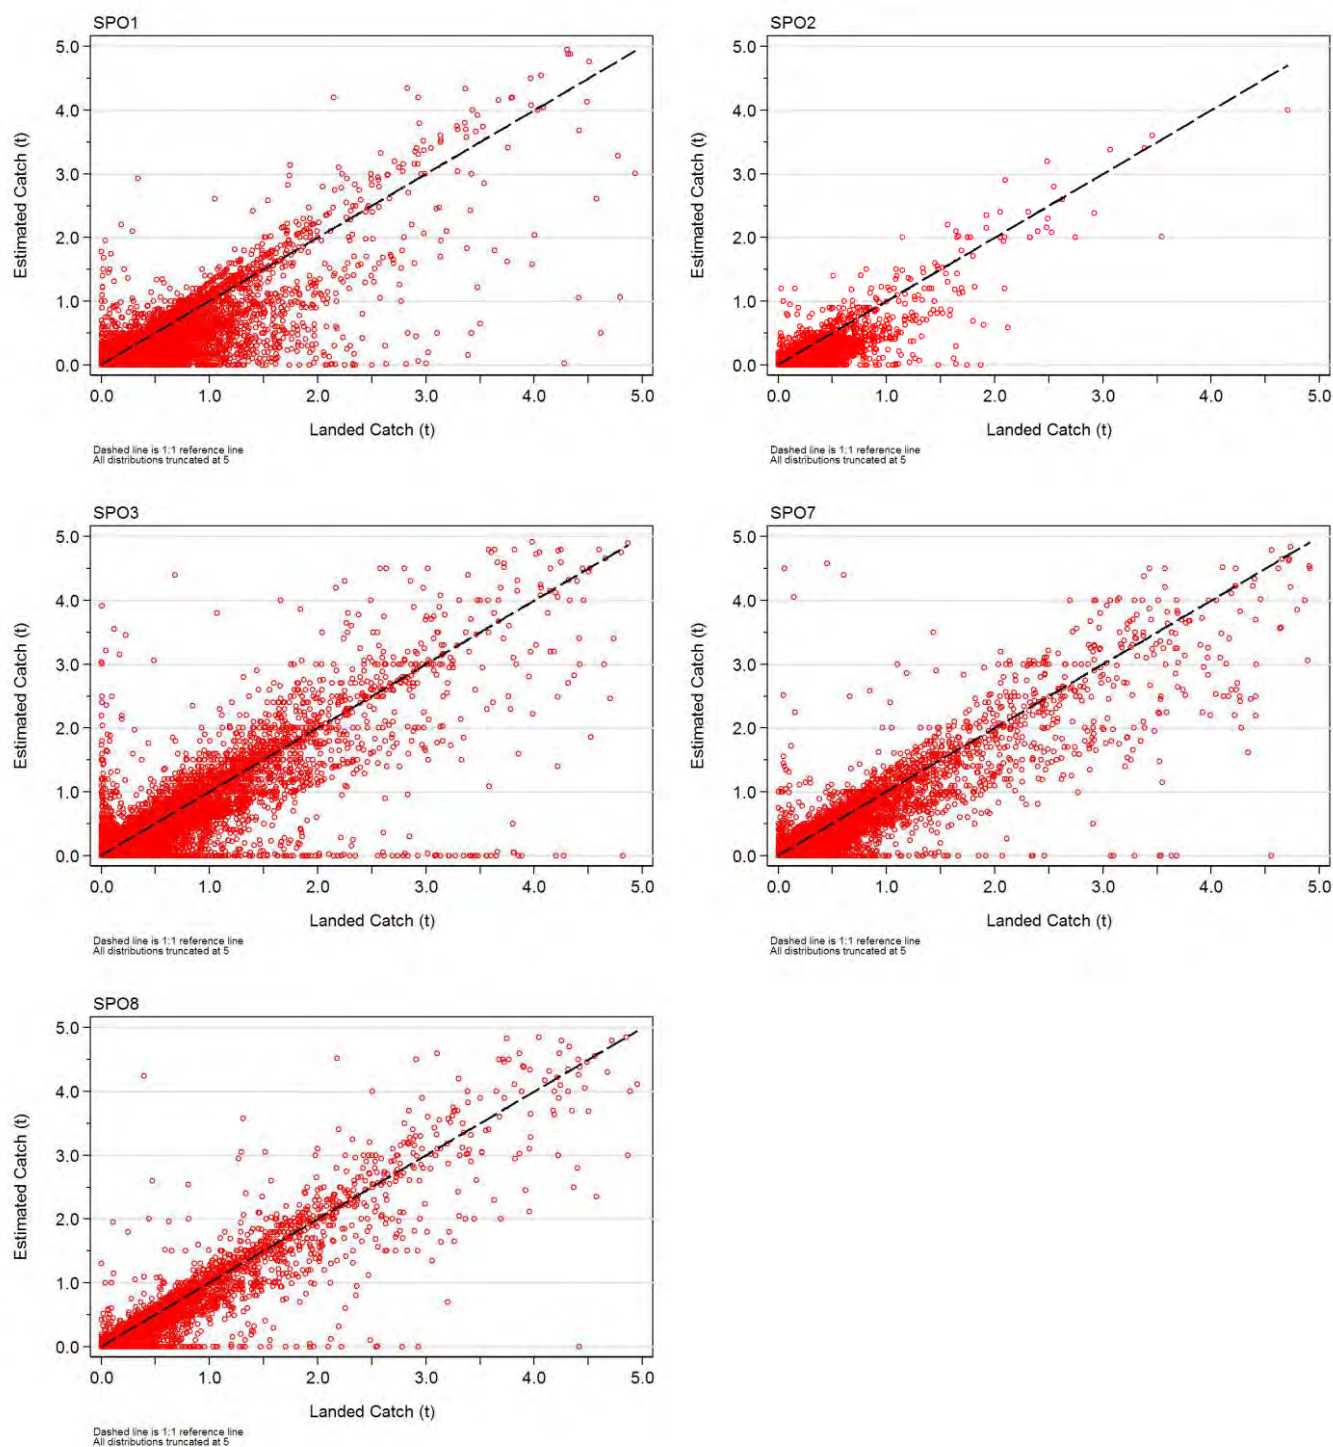 SPO1
5.0
4.0
3.0
2.0
1.0
0.0
Estimated Catch (t)
0.0 1.0 2.0 3.0 4.0 5.0
Landed Catch (t)
Dashed line is 1:1 reference line
All distributions truncated at 5
SPO2
5.0
4.0
3.0
2.0
1.0
0.0
Estimated Catch (t)
0.0 1.0 2.0 3.0 4.0 5.0
Landed Catch (t)
Dashed line is 1:1 reference line
All distributions truncated at 5
SPO3
5.0
4.0
3.0
2.0
1.0
0.0
Estimated Catch (t)
0.0 1.0 2.0 3.0 4.0 5.0
Landed Catch (t)
Dashed line is 1:1 reference line
All distributions truncated at 5
SPO7
5.0
4.0
3.0
2.0
1.0
0.0
Estimated Catch (t)
0.0 1.0 2.0 3.0 4.0 5.0
Landed Catch (t)
Dashed line is 1:1 reference line
All distributions truncated at 5
SPO8
5.0
4.0
3.0
2.0
1.0
0.0
Estimated Catch (t)
0.0 1.0 2.0 3.0 4.0 5.0
Landed Catch (t)
Dashed line is 1:1 reference line
All distributions truncated at 5